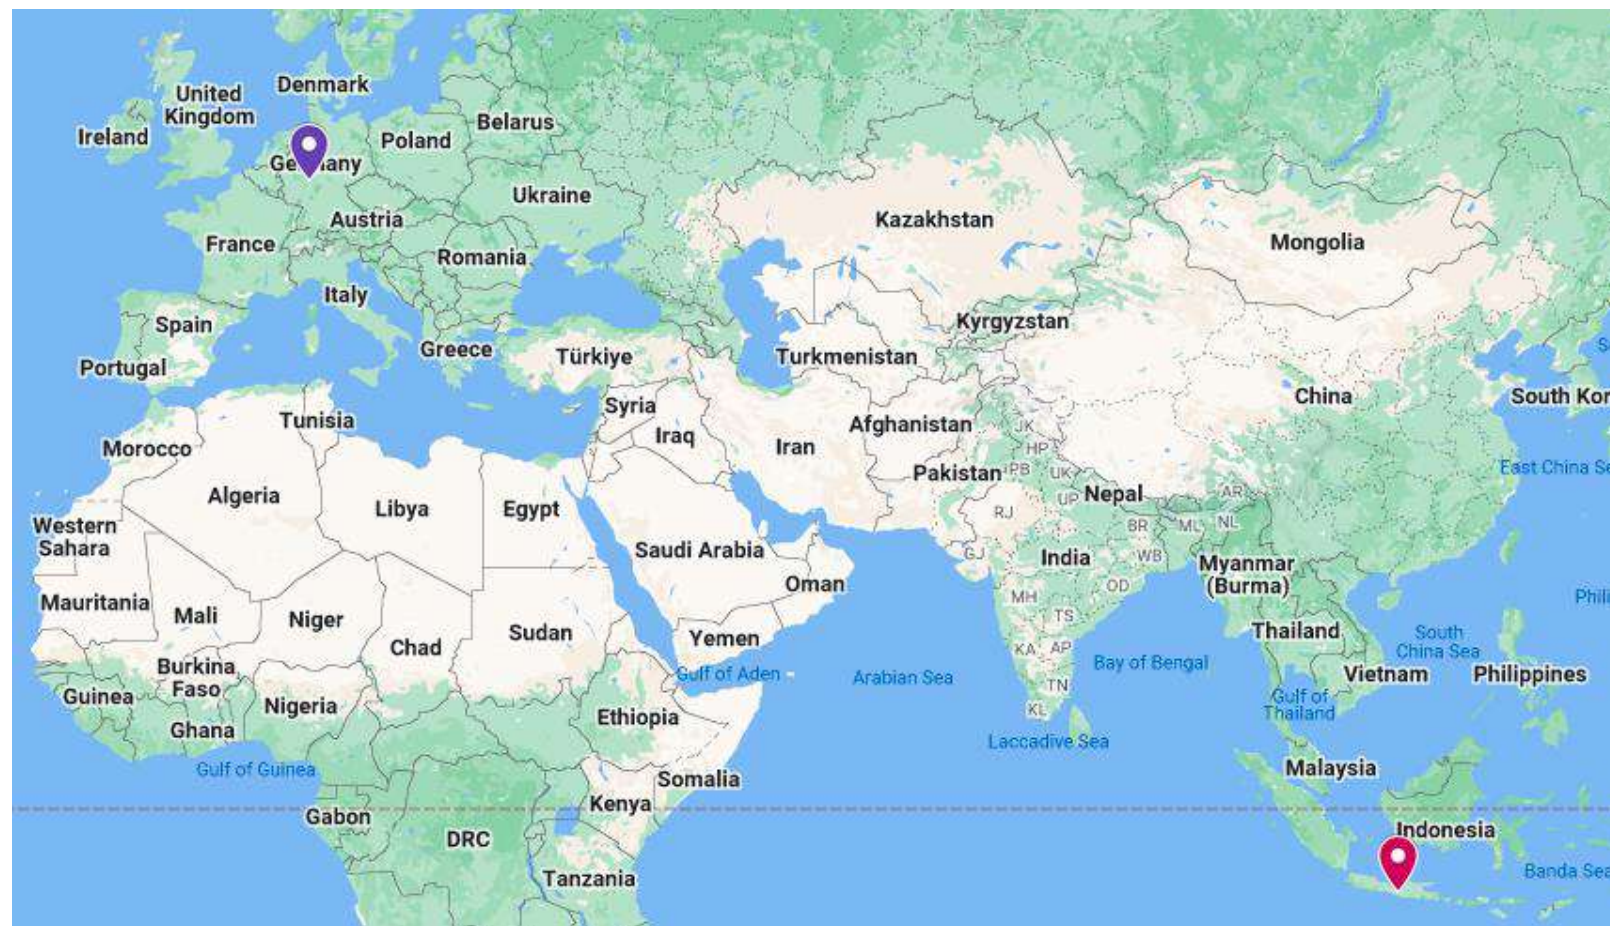 Denmark
United
Kingdom
Ireland
Belarus
Poland
Ge any
Ukraine
Austria
France
Romania
Kazakhstan
Mongolia
Italy
Spain
Portugal
Greece
Türkiye
Kyrgyzstan
Turkmenistan
China
South Kor
Syria
Iraq
Iran
Afghanistan
Tunisia
Morocco
JK
HP
Pakistan
PB
UK
East China Se
Algeria
Libya
Egypt
UP
Nepal
AR
RJ
Western
Sahara
BR
ML
NL
Saudi Arabia
GJ
India
WB
Myanmar
(Burma)
Oman
OD
MH
Phili
Mauritania
Mali
Niger
Chad
Sudan
Yemen
TS
Thailand
South
China Sea
KA
AP
Bay of Bengal
Burkina
Faso
Gulf of Aden
Arabian Sea
TN
Vietnam
Philippines
Guinea
Nigeria
Ethiopia
KL
Gulf of
Thailand
Ghana
Laccadive Sea
Gulf of Guinea
Somalia
Malaysia
Kenya
Gabon
DRC
Indonesia
Tanzania
Banda Sea